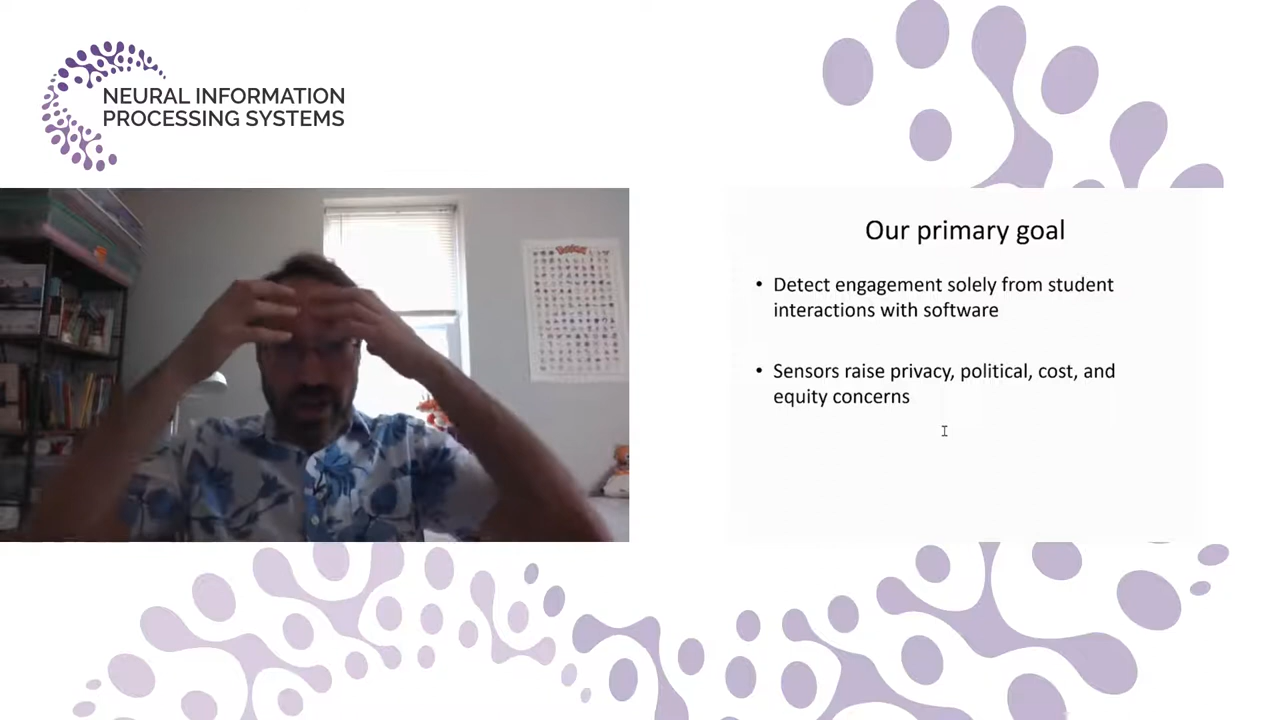 NEURAL INFORMATION
PROCESSING SYSTEMS
Pokémon
Our primary goal
• Detect engagement solely from student
interactions with software
• Sensors raise privacy, political, cost, and
equity concerns